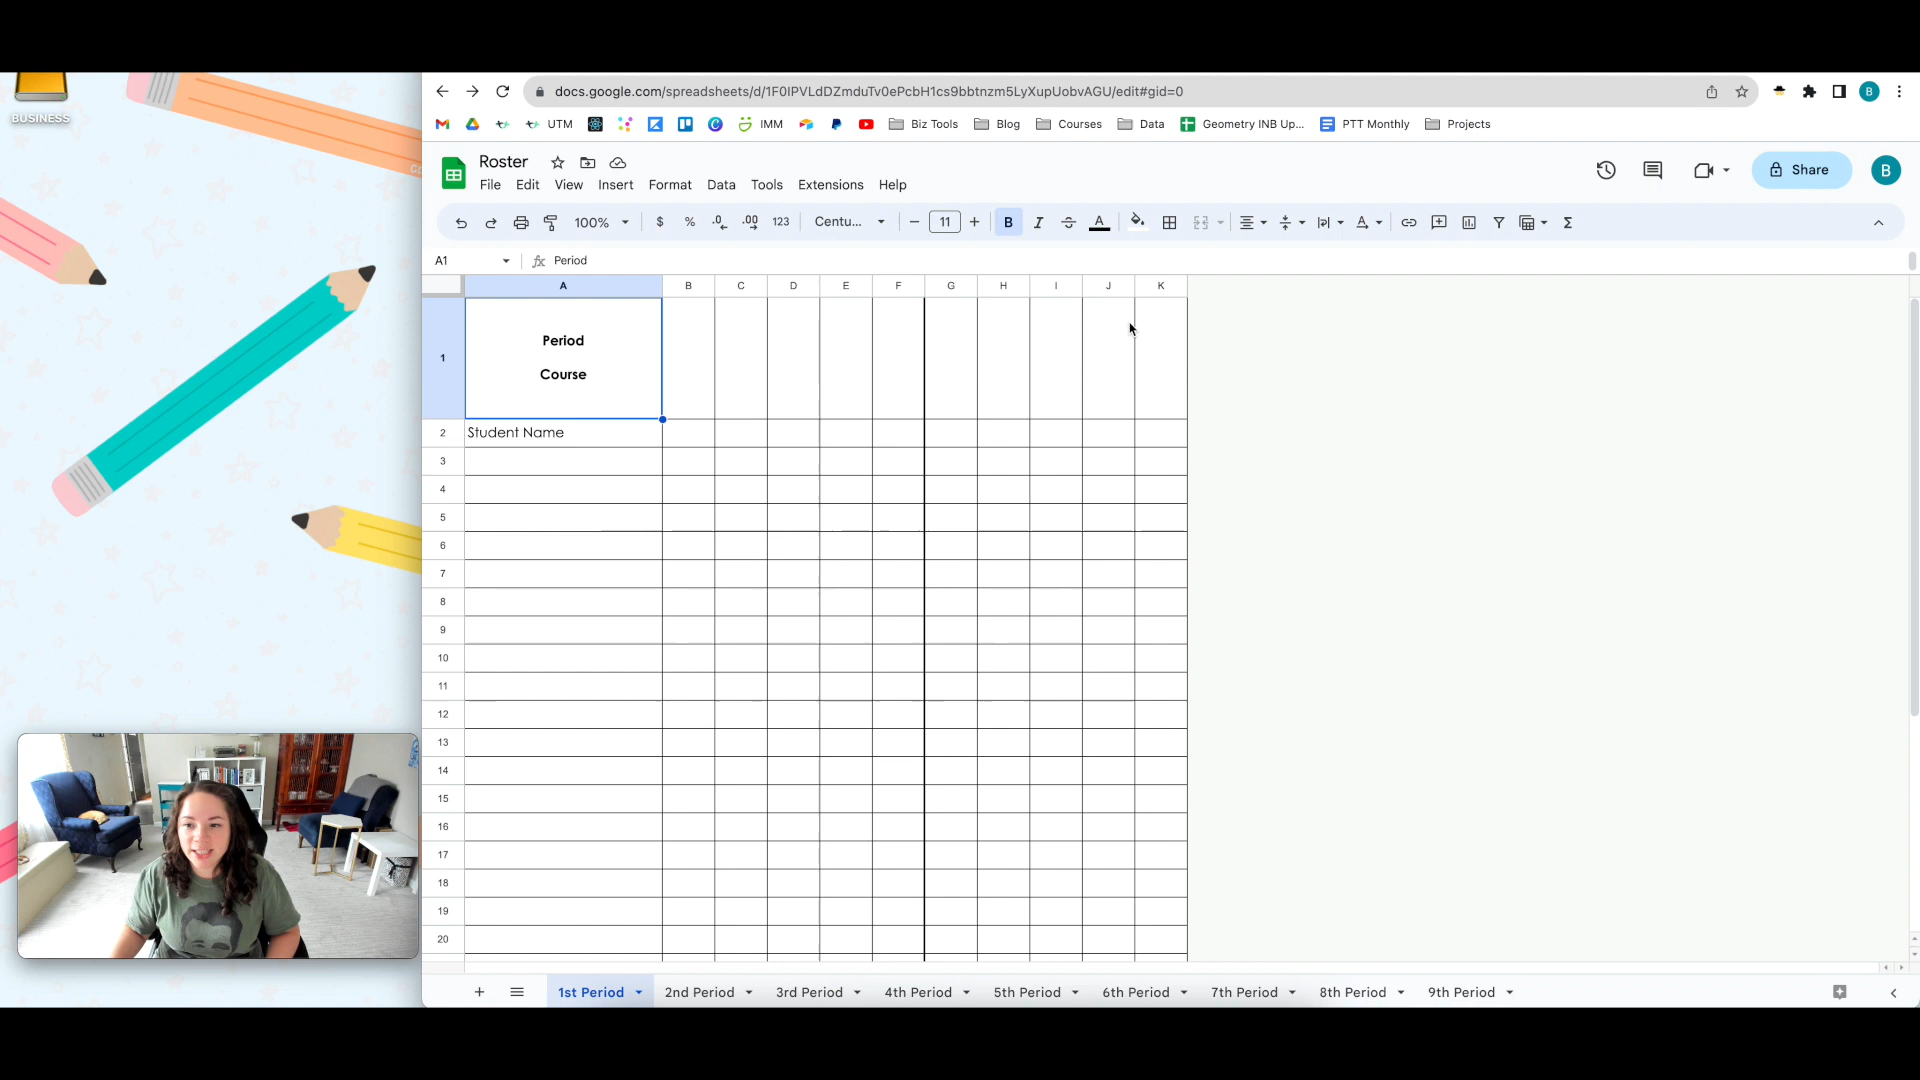 BUSINESS
docs.google.com/spreadsheets/d/1F0IPVLdDZmduTv0ePcbH1cs9bbtnzm5LyXupUobvAGU/edit#gid=0
B
UTM
IMM
Biz Tools
Blog
Courses
Data
Geometry INB Up...
PTT Monthly
Projects
Roster
File Edit View Insert Format Data Tools Extensions Help
Share
B
100% $ % .0 .00 123 Centu... − 11 + B I S A Σ
A1 fx Period
A B C D E F G H I J K
1 Period
Course
2 Student Name
3
4
5
6
7
8
9
10
11
12
13
14
15
16
17
18
19
20
+ 1st Period 2nd Period 3rd Period 4th Period 5th Period 6th Period 7th Period 8th Period 9th Period